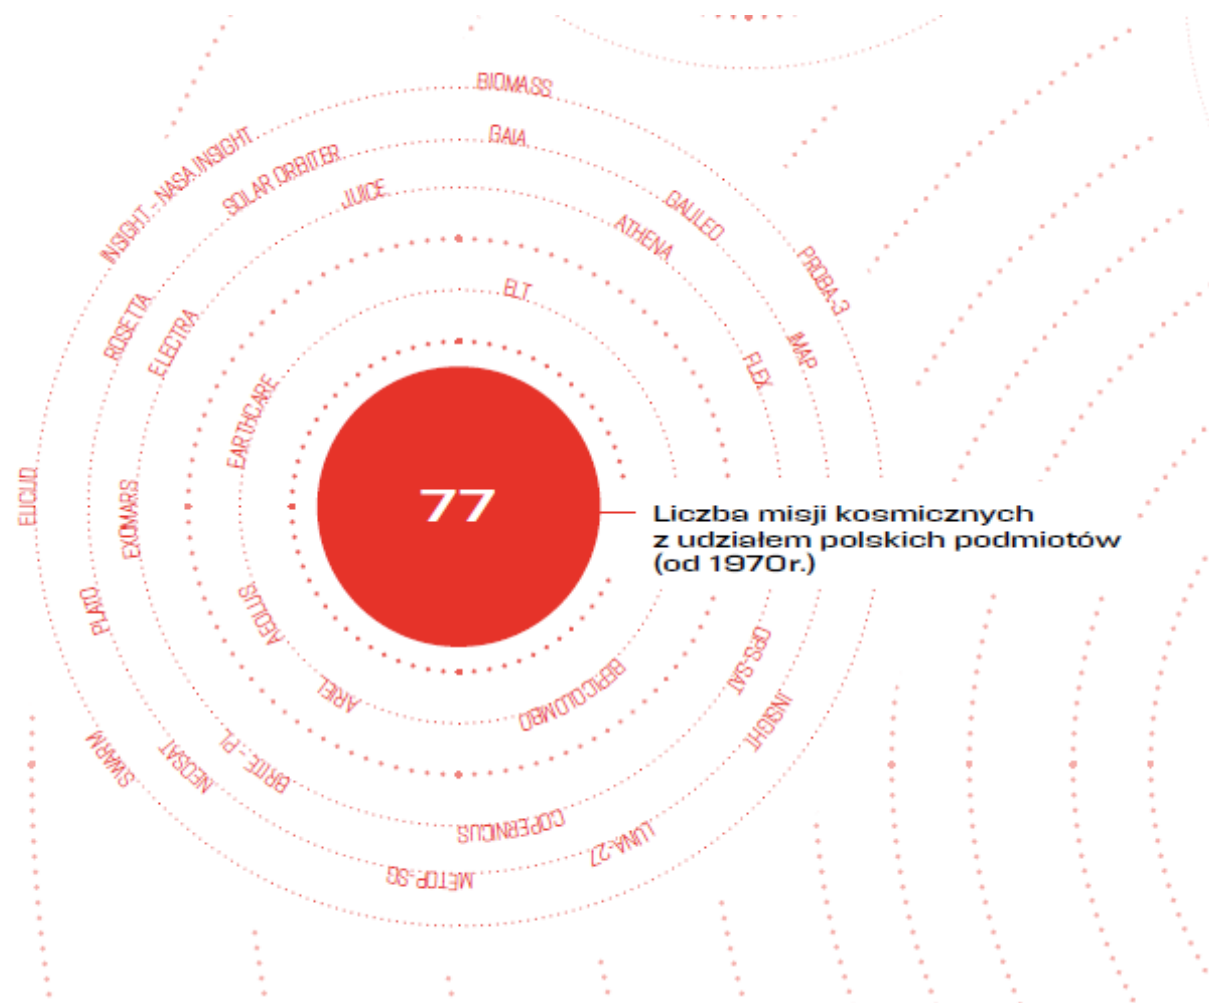 BIOMASS
GAIA
INSIGHT - NASA INSIGHT
SOLAR ORBITER
JUICE
GALILEO
ATHENA
PROBA-3
ELT
ROSETTA
ELECTRA
IMAP
FLEX
EARTHCARE
EUCLID
EXOMARS
77
Liczba misji kosmicznych
z udziałem polskich podmiotów
(od 1970r.)
PLATO
AEOLUS
OPS-SAT
ARIEL
BEPICOLOMBO
INSIGHT
SWARM
NEOSAT
BRITE - PL
COPERNICUS
LUNA-27
METOP-SG